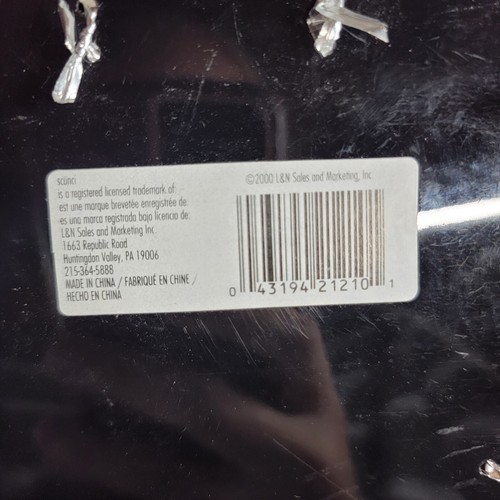 scünci
is a registered licensed trademark of:
est une marque brevetée enregistrée de:
es una marca registrada bajo licencia de:
L&N Sales and Marketing Inc.
1663 Republic Road
Huntingdon Valley, PA 19006
215-364-5888
MADE IN CHINA / FABRIQUÉ EN CHINE /
HECHO EN CHINA
©2000 L&N Sales and Marketing, Inc.
0 43194 21210 1